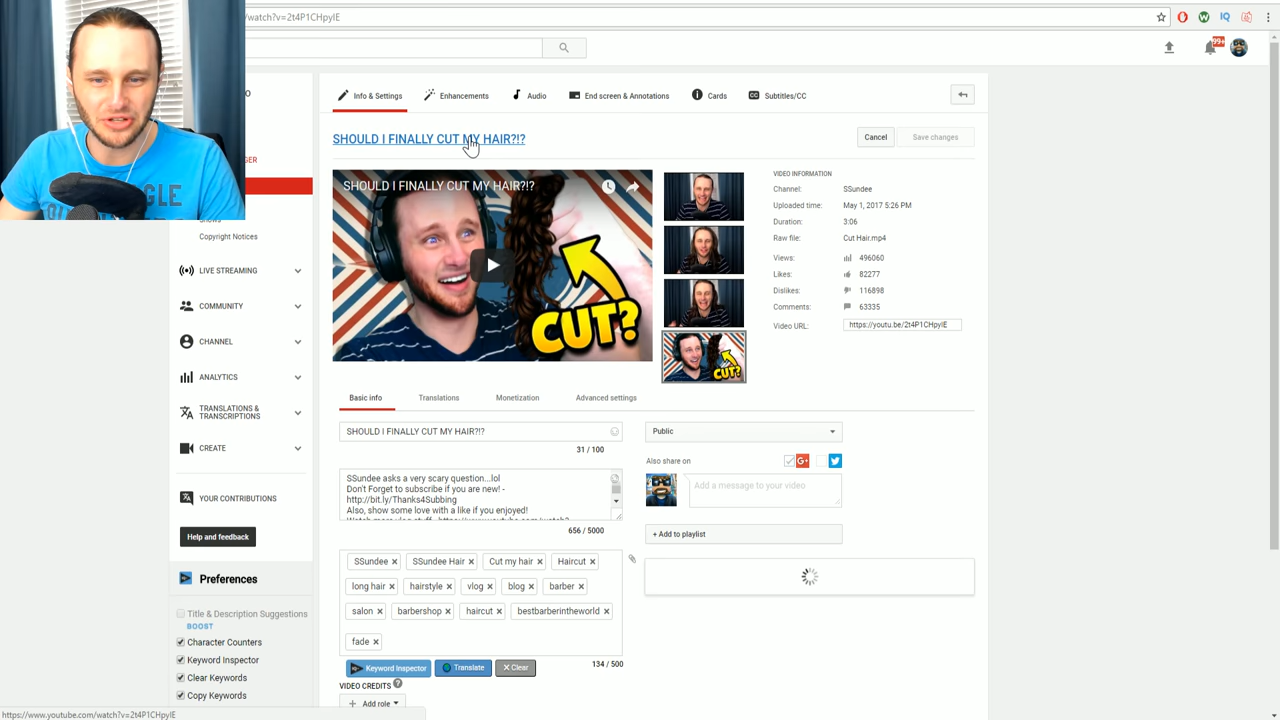 /watch?v=2t4P1CHpyIE
99+
Info & Settings
Enhancements
Audio
End screen & Annotations
Cards
CC
Subtitles/CC
SHOULD I FINALLY CUT MY HAIR?!?
Cancel
Save changes
SHOULD I FINALLY CUT MY HAIR?!?
CUT?
CUT?
VIDEO INFORMATION
Channel: SSundee
Uploaded time: May 1, 2017 5:26 PM
Duration: 3:06
Raw file: Cut Hair.mp4
Views: 496060
Likes: 82277
Dislikes: 116898
Comments: 63335
Video URL: https://youtu.be/2t4P1CHpyIE
Copyright Notices
LIVE STREAMING
COMMUNITY
CHANNEL
ANALYTICS
TRANSLATIONS &
TRANSCRIPTIONS
CREATE
YOUR CONTRIBUTIONS
Help and feedback
Preferences
Title & Description Suggestions
BOOST
Character Counters
Keyword Inspector
Clear Keywords
Copy Keywords
Basic info
Translations
Monetization
Advanced settings
SHOULD I FINALLY CUT MY HAIR?!?
31 / 100
SSundee asks a very scary question...lol
Don't Forget to subscribe if you are new! -
http://bit.ly/Thanks4Subbing
Also, show some love with a like if you enjoyed!
656 / 5000
SSundee × SSundee Hair × Cut my hair × Haircut ×
long hair × hairstyle × vlog × blog × barber ×
salon × barbershop × haircut × bestbarberintheworld ×
fade ×
Keyword Inspector
Translate
X Clear
134 / 500
VIDEO CREDITS ?
+ Add role
Public
Also share on
G+
Add a message to your video
+ Add to playlist
https://www.youtube.com/watch?v=2t4P1CHpyIE